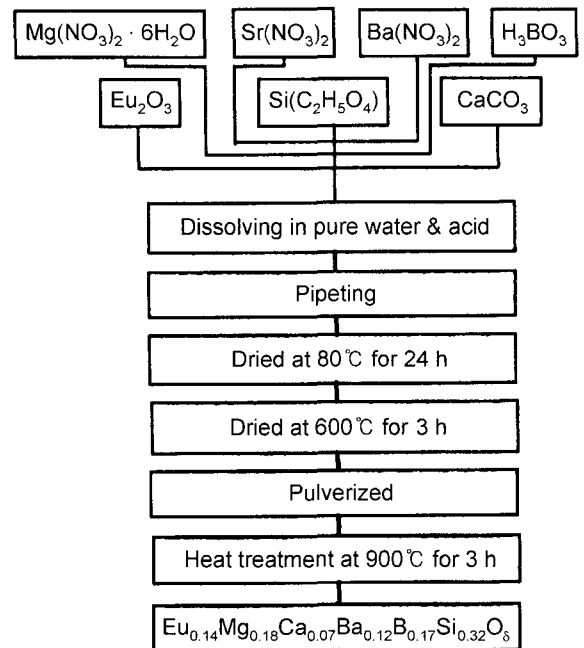 Mg(NO₃)₂ · 6H₂O Sr(NO₃)₂ Ba(NO₃)₂ H₃BO₃
Eu₂O₃ Si(C₂H₅O₄) CaCO₃
Dissolving in pure water & acid
Pipeting
Dried at 80℃ for 24 h
Dried at 600℃ for 3 h
Pulverized
Heat treatment at 900℃ for 3 h
Eu₀.₁₄Mg₀.₁₈Ca₀.₀₇Ba₀.₁₂B₀.₁₇Si₀.₃₂O_δ